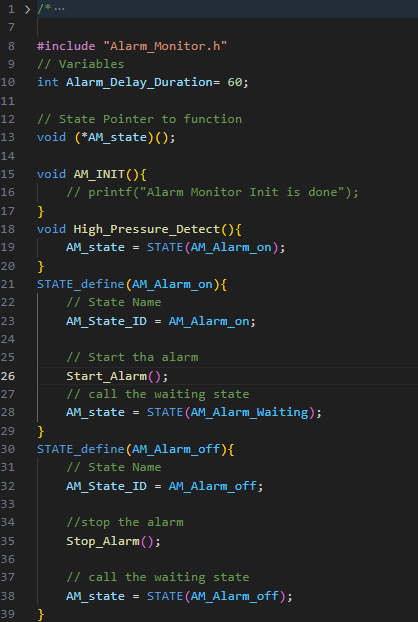 1 > /* ···
7
8 #include "Alarm_Monitor.h"
9 // Variables
10 int Alarm_Delay_Duration= 60;
11
12 // State Pointer to function
13 void (*AM_state)();
14
15 void AM_INIT(){
16     // printf("Alarm Monitor Init is done");
17 }
18 void High_Pressure_Detect(){
19     AM_state = STATE(AM_Alarm_on);
20 }
21 STATE_define(AM_Alarm_on){
22     // State Name
23     AM_State_ID = AM_Alarm_on;
24
25     // Start tha alarm
26     Start_Alarm();
27     // call the waiting state
28     AM_state = STATE(AM_Alarm_Waiting);
29 }
30 STATE_define(AM_Alarm_off){
31     // State Name
32     AM_State_ID = AM_Alarm_off;
33
34     //stop the alarm
35     Stop_Alarm();
36
37     // call the waiting state
38     AM_state = STATE(AM_Alarm_off);
39 }